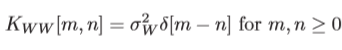 K_{WW}[m, n] = σ_W^2 δ[m − n] for m, n ≥ 0